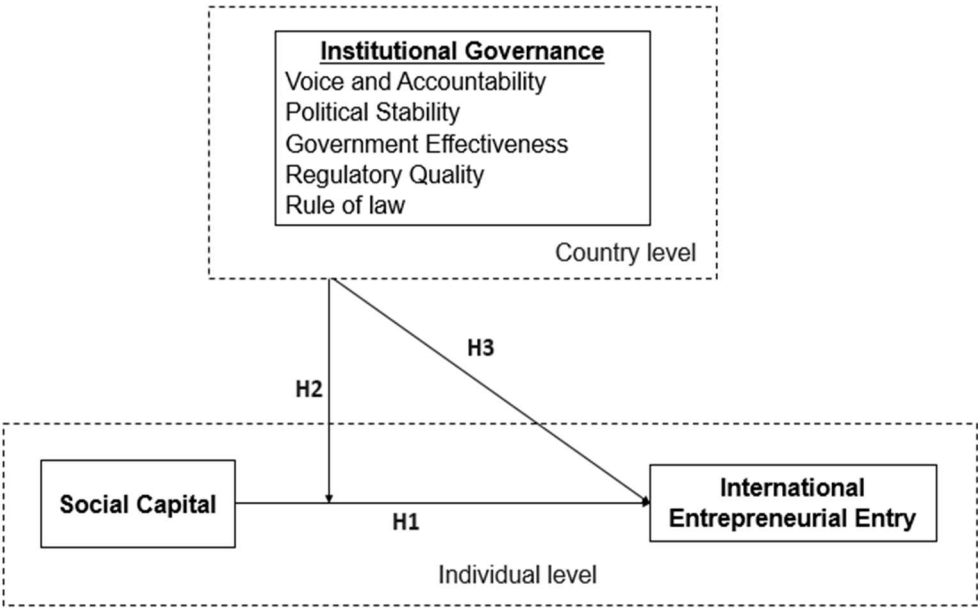 Institutional Governance
Voice and Accountability
Political Stability
Government Effectiveness
Regulatory Quality
Rule of law
Country level
H3
H2
Social Capital
H1
International
Entrepreneurial Entry
Individual level